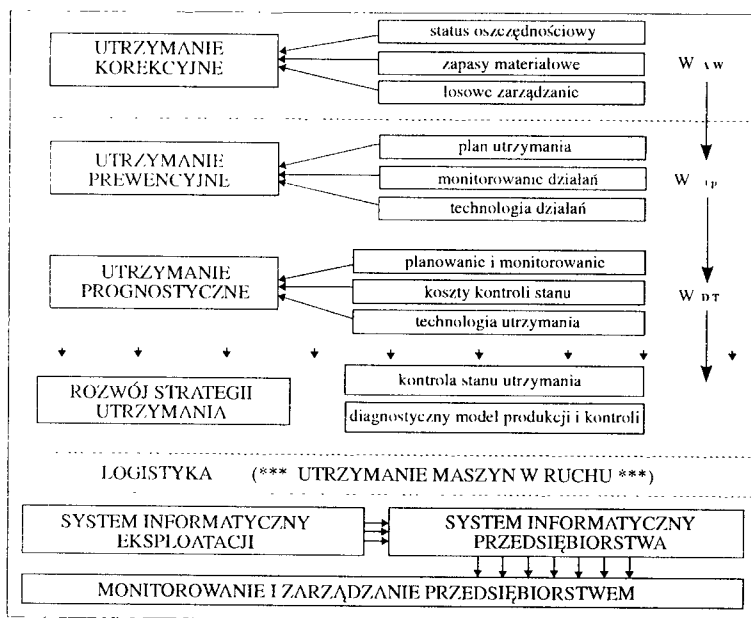 UTRZYMANIE
KOREKCYJNE
status oszczędnościowy
zapasy materiałowe
losowe zarządzanie
W AW
UTRZYMANIE
PREWENCYJNE
plan utrzymania
monitorowanie działań
technologia działań
W
UTRZYMANIE
PROGNOSTYCZNE
planowanie i monitorowanie
koszty kontroli stanu
technologia utrzymania
W DT
ROZWÓJ STRATEGII
UTRZYMANIA
kontrola stanu utrzymania
diagnostyczny model produkcji i kontroli
LOGISTYKA (*** UTRZYMANIE MASZYN W RUCHU ***)
SYSTEM INFORMATYCZNY
EKSPLOATACJI
SYSTEM INFORMATYCZNY
PRZEDSIĘBIORSTWA
MONITOROWANIE I ZARZĄDZANIE PRZEDSIĘBIORSTWEM